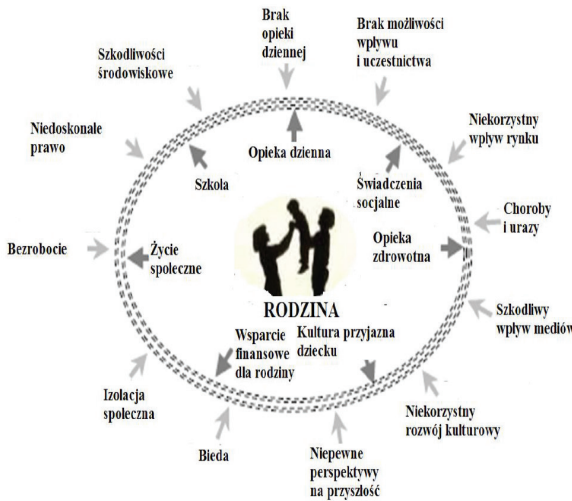 Brak
opieki
dziennej
Brak możliwości
wpływu
i uczestnictwa
Szkodliwości
środowiskowe
Niekorzystny
wpływ rynku
Niedoskonałe
prawo
Opieka dzienna
Szkoła
Świadczenia
socjalne
Choroby
i urazy
Bezrobocie
Życie
społeczne
Opieka
zdrowotna
RODZINA
Szkodliwy
wpływ mediów
Wsparcie
finansowe
dla rodziny
Kultura przyjazna
dziecku
Izolacja
społeczna
Niekorzystny
rozwój kulturowy
Bieda
Niepewne
perspektywy
na przyszłość